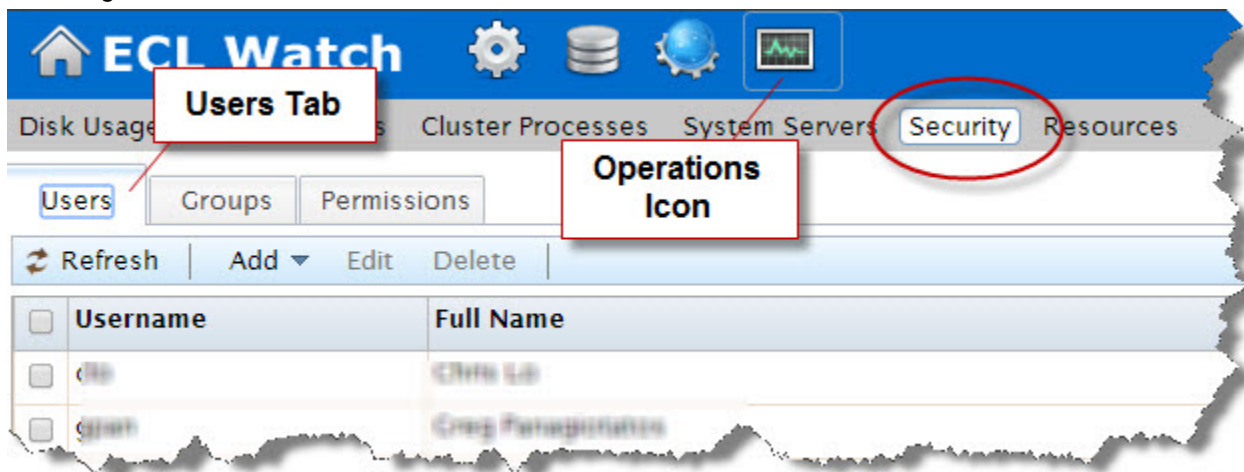 ECL Watch
Users Tab
Disk Usage s Cluster Processes System Servers Security Resources
Operations
Icon
Users Groups Permissions
Refresh Add Edit Delete
Username Full Name